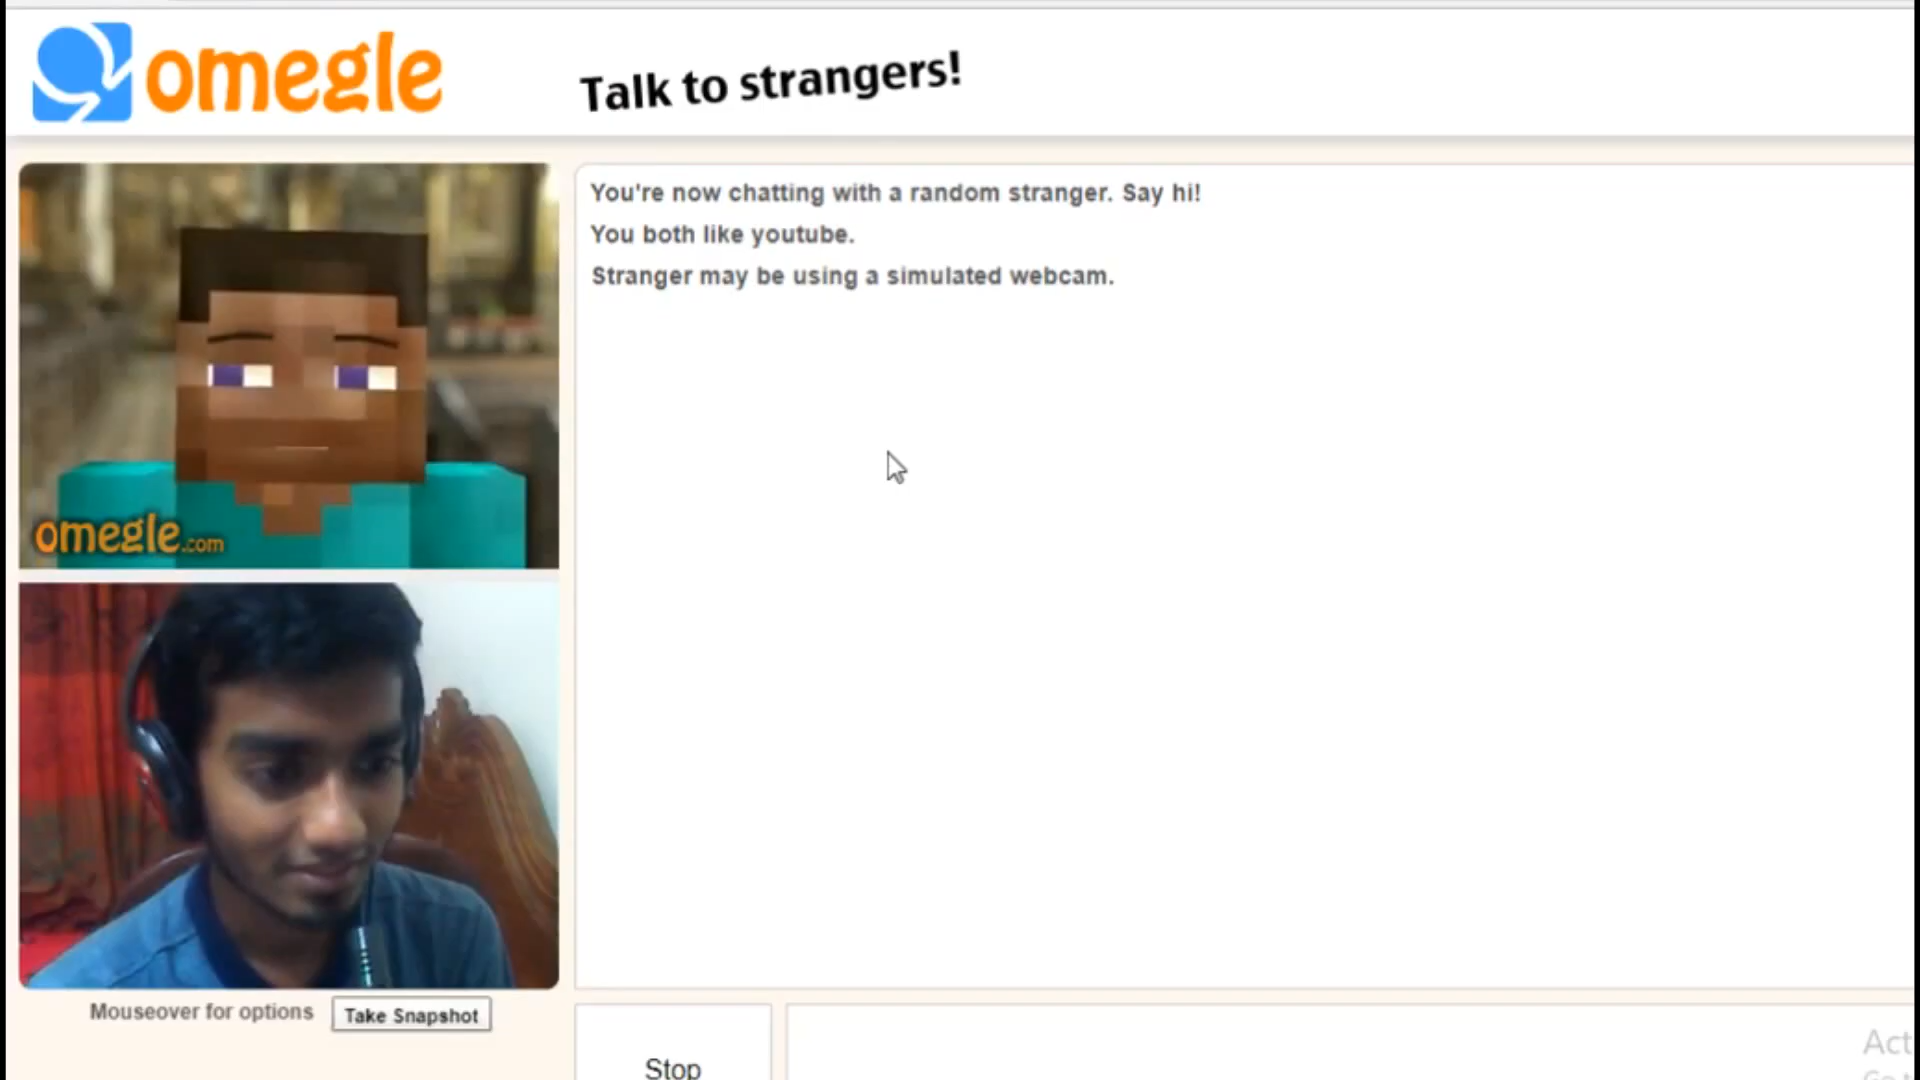 omegle
Talk to strangers!
You're now chatting with a random stranger. Say hi!
You both like youtube.
Stranger may be using a simulated webcam.
omegle.com
Mouseover for options
Take Snapshot
Stop
Act